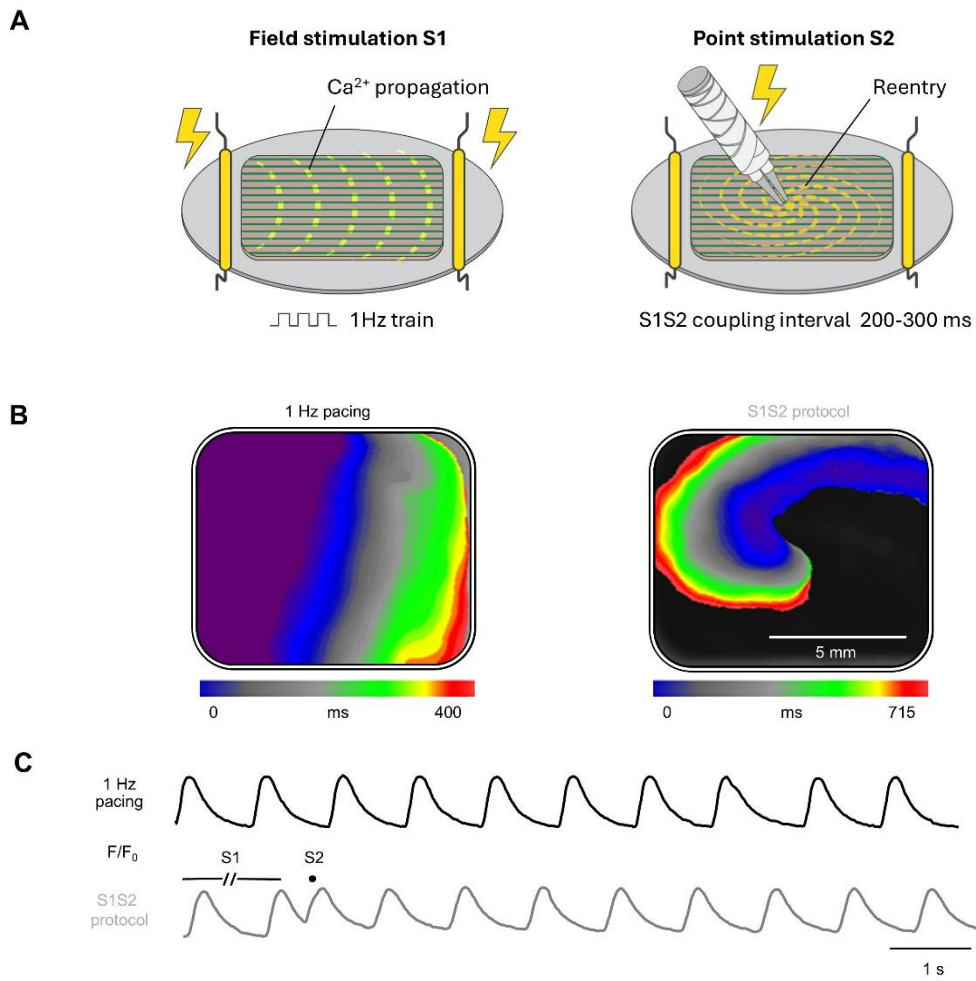 A
Field stimulation S1
Point stimulation S2
Ca²⁺ propagation
Reentry
1Hz train
S1S2 coupling interval 200-300 ms
B
1 Hz pacing
S1S2 protocol
5 mm
0 ms 400
0 ms 715
C
1 Hz
pacing
F/F₀
S1
S2
S1S2
protocol
1 s